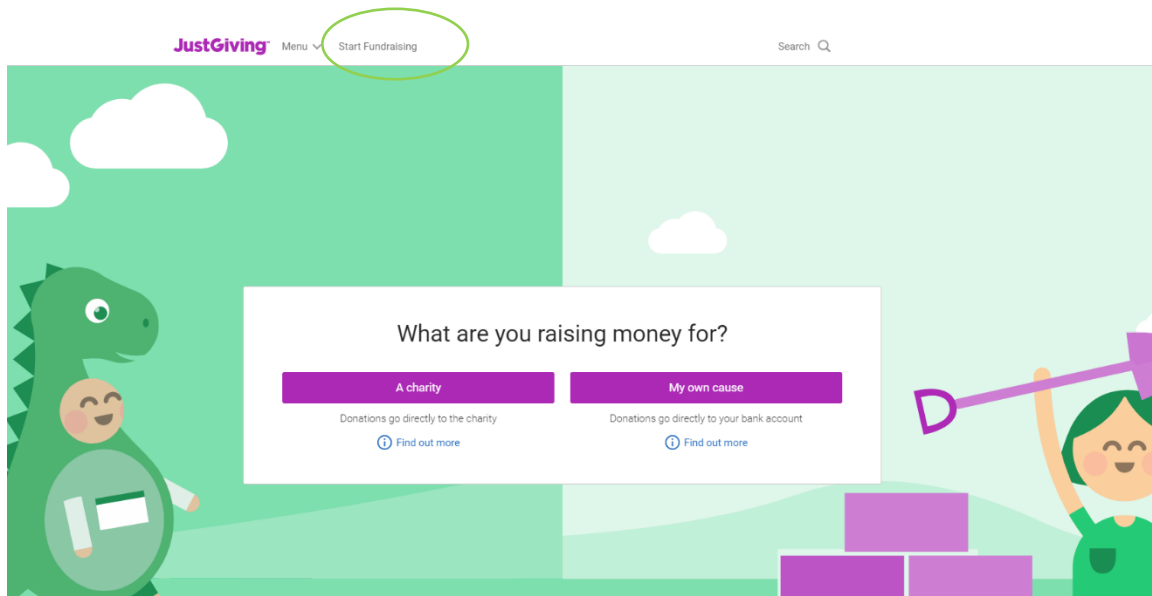 JustGiving™ Menu Start Fundraising Search
What are you raising money for?
A charity My own cause
Donations go directly to the charity Donations go directly to your bank account
Find out more Find out more